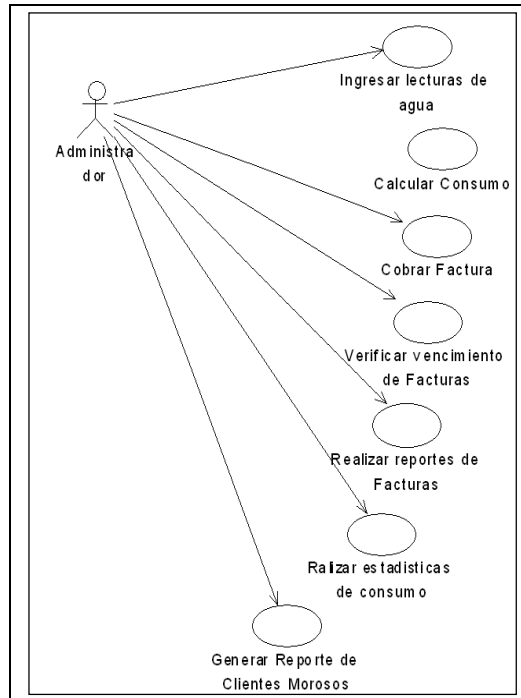 Ingresar lecturas de
agua
Administra
dor
Calcular Consumo
Cobrar Factura
Verificar vencimiento
de Facturas
Realizar reportes de
Facturas
Ralizar estadisticas
de consumo
Generar Reporte de
Clientes Morosos